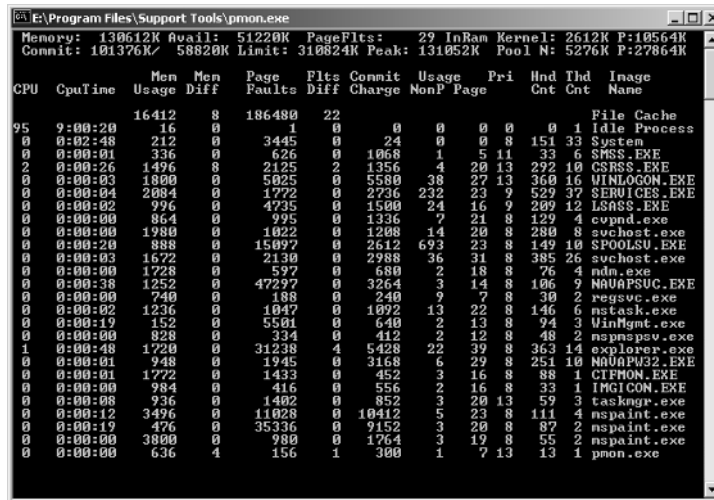 E:\Program Files\Support Tools\pmon.exe
Memory: 130612K Avail: 51220K PageFlts: 29 InRam Kernel: 2612K P:10564K
Commit: 101376K/ 58820K Limit: 310824K Peak: 131052K Pool N: 5276K P:27864K
Mem Mem Page Flts Commit Usage Pri Hnd Thd Image
CPU CpuTime Usage Diff Faults Diff Charge NonP Page Cnt Cnt Name
16412 8 186480 22 File Cache
95 9:00:20 16 0 1 0 0 0 0 0 0 1 Idle Process
0 0:02:48 212 0 3445 0 24 0 0 8 151 33 System
0 0:00:01 336 0 626 0 1068 1 5 11 33 6 SMSS.EXE
2 0:00:26 1496 8 2125 2 1356 4 20 13 292 10 CSRSS.EXE
0 0:00:03 1800 0 5025 0 5580 38 27 13 360 16 WINLOGON.EXE
0 0:00:04 2084 0 1772 0 2736 232 23 9 529 37 SERVICES.EXE
0 0:00:02 996 0 4735 0 1500 24 16 9 209 12 LSASS.EXE
0 0:00:00 864 0 995 0 1336 7 21 8 129 4 cvpnd.exe
0 0:00:00 1980 0 1022 0 1208 14 20 8 280 8 svchost.exe
0 0:00:20 888 0 15097 0 2612 693 23 8 149 10 SPOOLSV.EXE
0 0:00:03 1672 0 2130 0 2988 36 31 8 385 26 svchost.exe
0 0:00:00 1728 0 597 0 680 2 18 8 76 4 mdm.exe
0 0:00:38 1252 0 47297 0 3264 3 14 8 106 9 NAVAPSVC.EXE
0 0:00:00 740 0 188 0 240 9 7 8 30 2 regsvc.exe
0 0:00:02 1236 0 1047 0 1092 13 22 8 146 6 mstask.exe
0 0:00:19 152 0 5501 0 640 2 13 8 94 3 WinMgmt.exe
0 0:00:00 828 0 334 0 412 2 12 8 48 2 mspmspsv.exe
1 0:00:48 1720 0 31238 4 5428 22 39 8 363 14 explorer.exe
0 0:00:01 948 0 1945 0 3168 6 29 8 251 10 NAVAPW32.EXE
0 0:00:01 1772 0 1433 0 452 3 16 8 88 1 CTFMON.EXE
0 0:00:00 984 0 416 0 556 2 16 8 33 1 IMGICON.EXE
0 0:00:08 936 0 1402 0 852 3 20 13 59 3 taskmgr.exe
0 0:00:12 3496 0 11028 0 10412 5 23 8 111 4 mspaint.exe
0 0:00:19 476 0 35336 0 9152 3 20 8 87 2 mspaint.exe
0 0:00:00 3800 0 980 0 1764 3 19 8 55 2 mspaint.exe
0 0:00:00 636 4 156 1 300 1 7 13 13 1 pmon.exe